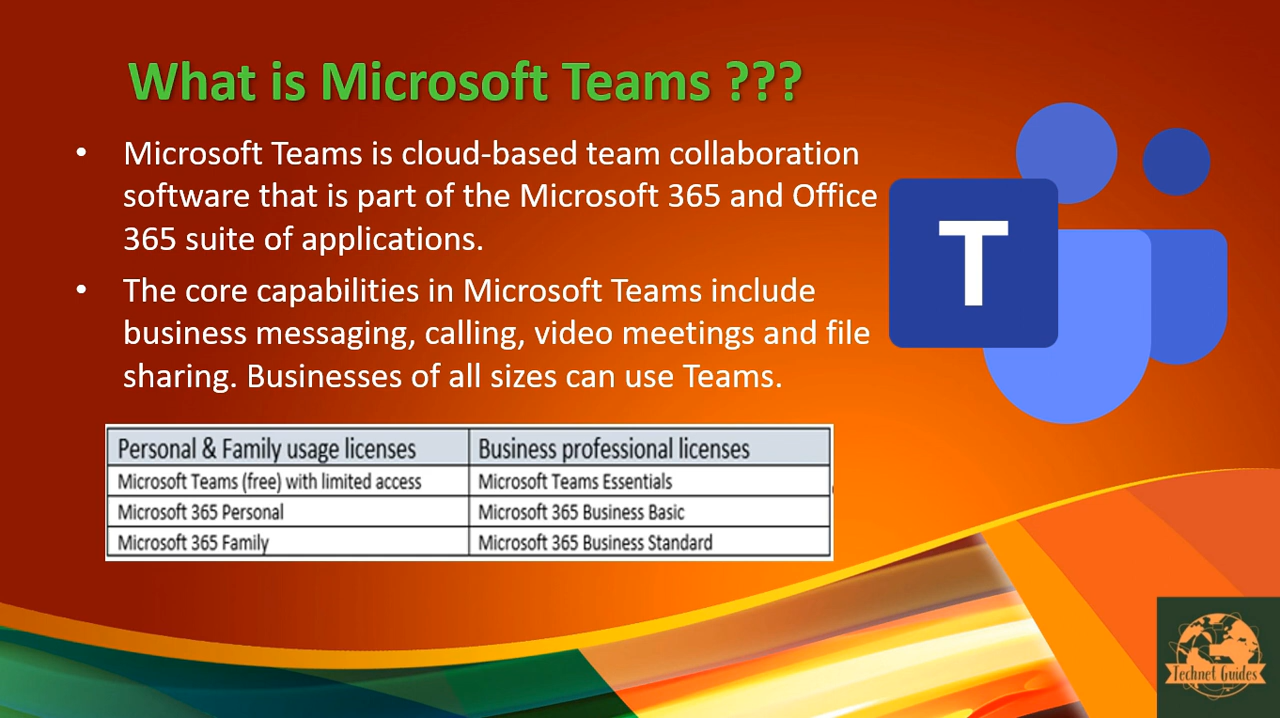 What is Microsoft Teams ???
• Microsoft Teams is cloud-based team collaboration
software that is part of the Microsoft 365 and Office
365 suite of applications.
• The core capabilities in Microsoft Teams include
business messaging, calling, video meetings and file
sharing. Businesses of all sizes can use Teams.
T
Personal & Family usage licenses Business professional licenses
Microsoft Teams (free) with limited access Microsoft Teams Essentials
Microsoft 365 Personal Microsoft 365 Business Basic
Microsoft 365 Family Microsoft 365 Business Standard
Technet Guides